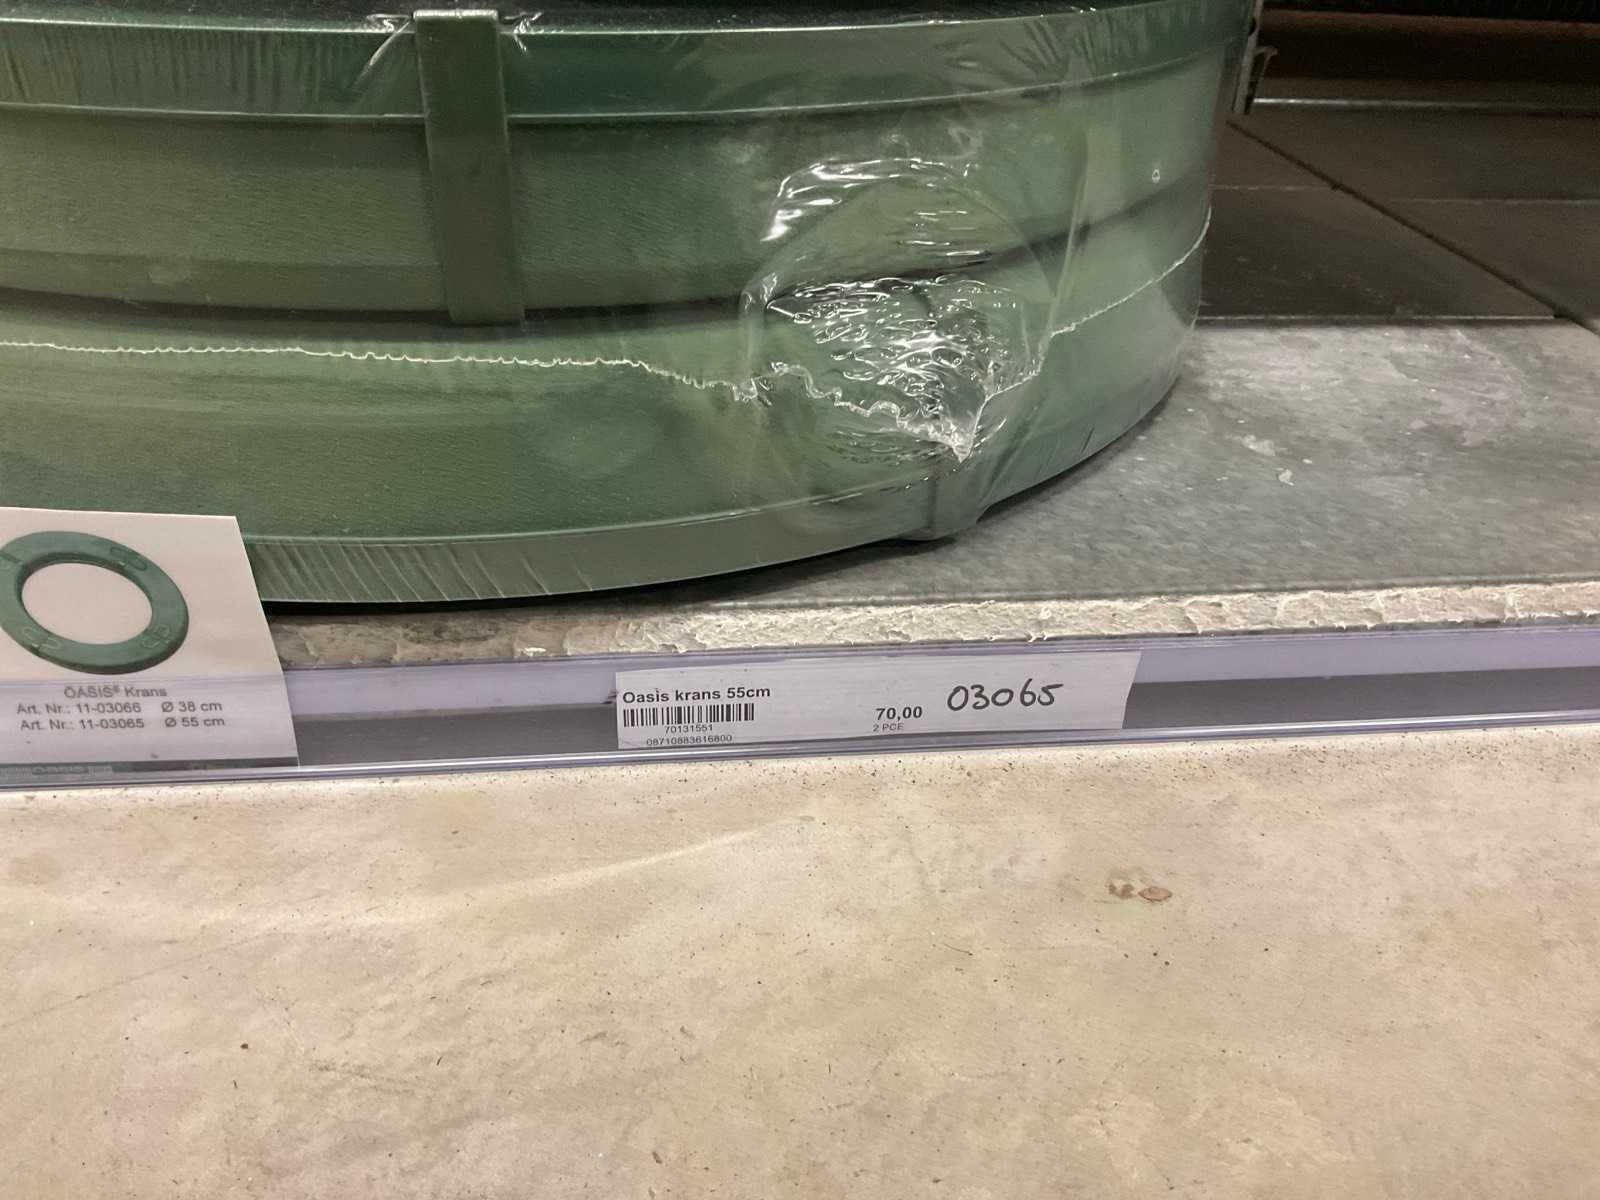 OASIS® Krans
Art. Nr.: 11-03066 Ø 38 cm
Art. Nr.: 11-03065 Ø 55 cm
Oasis krans 55cm
70131551
08710883616800
70,00
2 PCE
03065